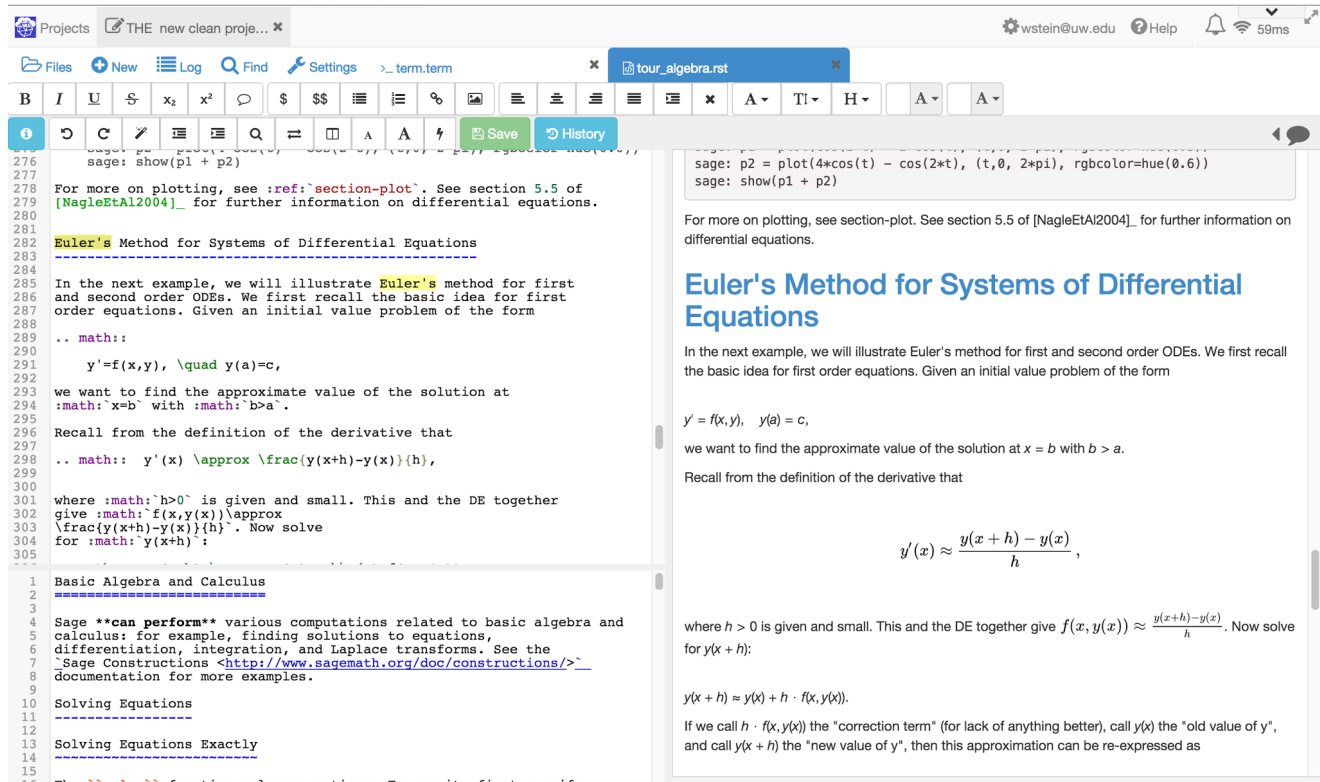 Projects THE new clean proje... wstein@uw.edu Help 59ms
Files New Log Find Settings >_ term.term tour_algebra.rst
B I U S x₂ x² $ $$ A TI H A A
A A Save History
276 sage: show(p1 + p2)
277
278 For more on plotting, see :ref:`section-plot`. See section 5.5 of
279 [NagleEtAl2004]_ for further information on differential equations.
280
281
282 Euler's Method for Systems of Differential Equations
283 ----------------------------------------------------
284
285 In the next example, we will illustrate Euler's method for first
286 and second order ODEs. We first recall the basic idea for first
287 order equations. Given an initial value problem of the form
288
289 .. math::
290
291 y'=f(x,y), \quad y(a)=c,
292
293 we want to find the approximate value of the solution at
294 :math:`x=b` with :math:`b>a`.
295
296 Recall from the definition of the derivative that
297
298 .. math:: y'(x) \approx \frac{y(x+h)-y(x)}{h},
299
300
301 where :math:`h>0` is given and small. This and the DE together
302 give :math:`f(x,y(x))\approx
303 \frac{y(x+h)-y(x)}{h}`. Now solve
304 for :math:`y(x+h)`:
305
1 Basic Algebra and Calculus
2 ==========================
3
4 Sage **can perform** various computations related to basic algebra and
5 calculus: for example, finding solutions to equations,
6 differentiation, integration, and Laplace transforms. See the
7 `Sage Constructions <http://www.sagemath.org/doc/constructions/>`_
8 documentation for more examples.
9
10 Solving Equations
11 -----------------
12
13 Solving Equations Exactly
14 ~~~~~~~~~~~~~~~~~~~~~~~~~
15
sage: p2 = plot(4*cos(t) - cos(2*t), (t,0, 2*pi), rgbcolor=hue(0.6))
sage: show(p1 + p2)
For more on plotting, see section-plot. See section 5.5 of [NagleEtAl2004]_ for further information on
differential equations.
Euler's Method for Systems of Differential
Equations
In the next example, we will illustrate Euler's method for first and second order ODEs. We first recall
the basic idea for first order equations. Given an initial value problem of the form
y′ = f(x, y), y(a) = c,
we want to find the approximate value of the solution at x = b with b > a.
Recall from the definition of the derivative that
y′(x) ≈ (y(x + h) − y(x))/h ,
where h > 0 is given and small. This and the DE together give f(x, y(x)) ≈ (y(x+h)−y(x))/h. Now solve
for y(x + h):
y(x + h) ≈ y(x) + h · f(x, y(x)).
If we call h · f(x, y(x)) the "correction term" (for lack of anything better), call y(x) the "old value of y",
and call y(x + h) the "new value of y", then this approximation can be re-expressed as